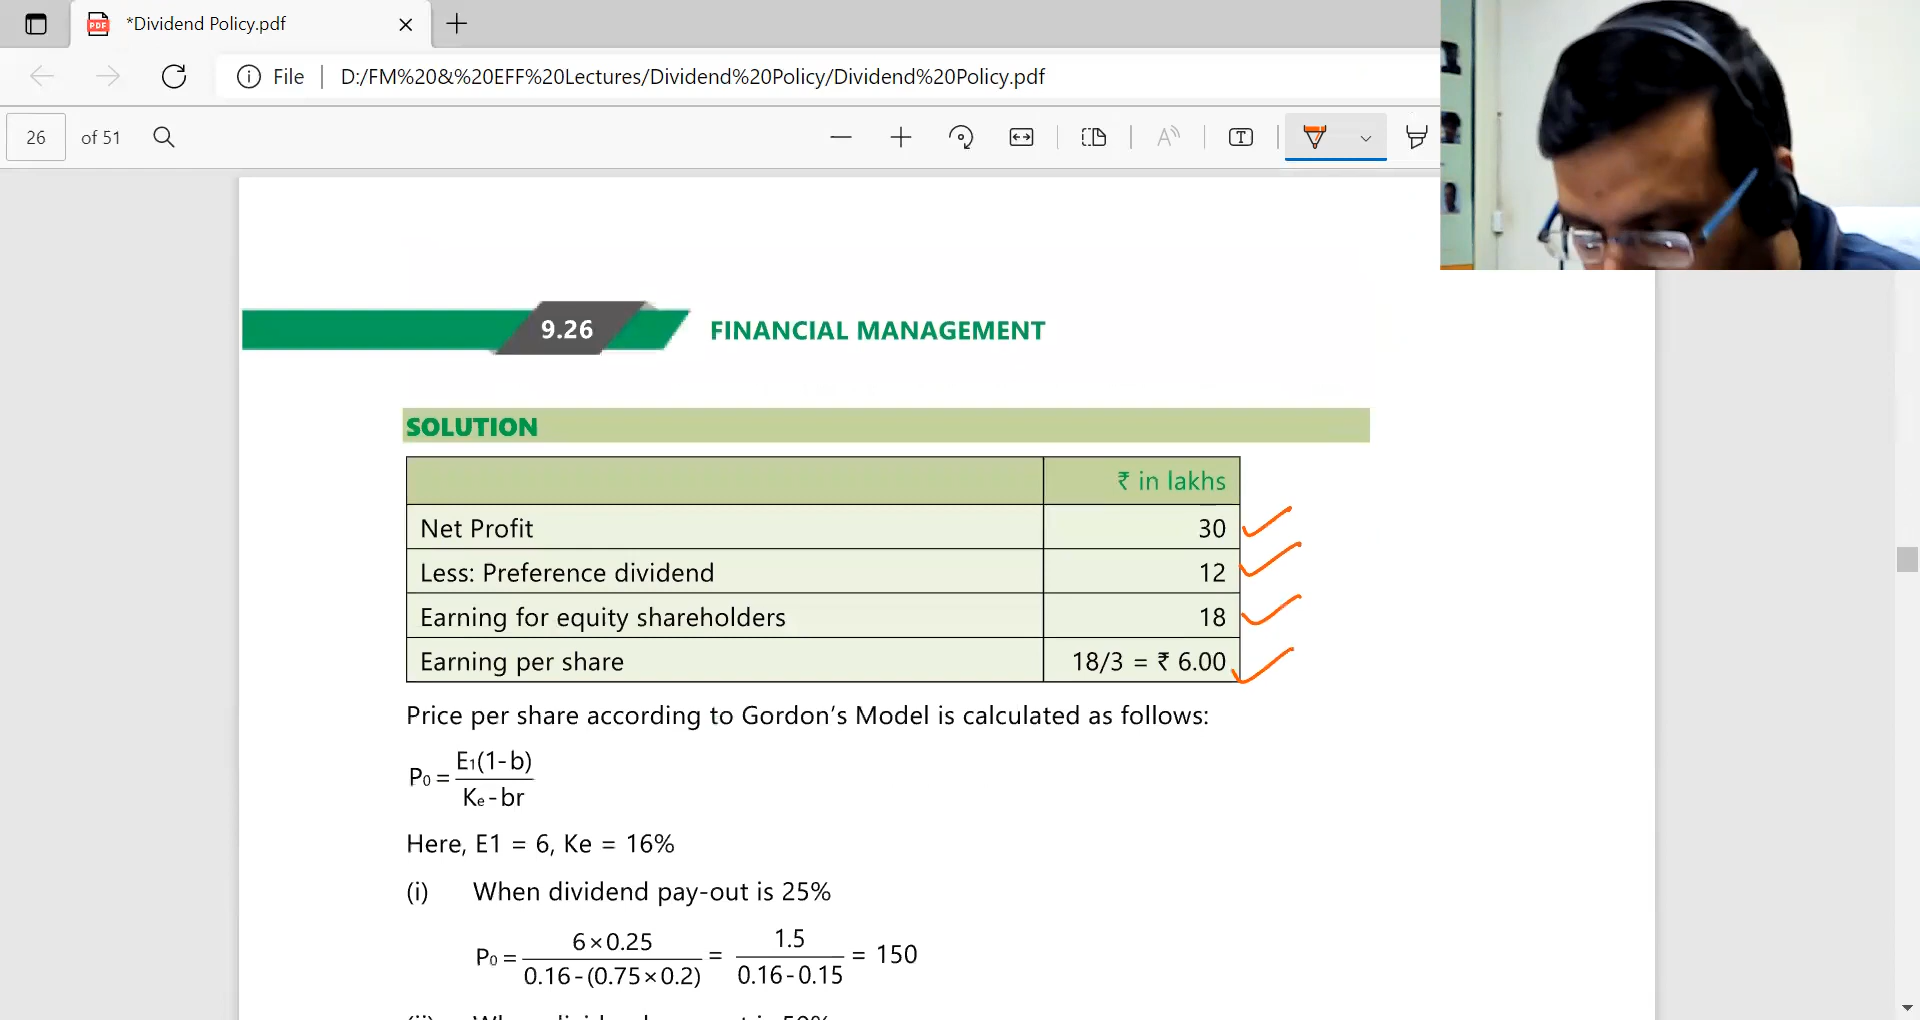 *Dividend Policy.pdf
File D:/FM%20&%20EFF%20Lectures/Dividend%20Policy/Dividend%20Policy.pdf
26 of 51
9.26 FINANCIAL MANAGEMENT
SOLUTION
₹ in lakhs
Net Profit 30
Less: Preference dividend 12
Earning for equity shareholders 18
Earning per share 18/3 = ₹ 6.00
Price per share according to Gordon's Model is calculated as follows:
P₀ = E₁(1-b) / Kₑ-br
Here, E1 = 6, Ke = 16%
(i) When dividend pay-out is 25%
P₀ = 6×0.25 / 0.16-(0.75×0.2) = 1.5 / 0.16-0.15 = 150